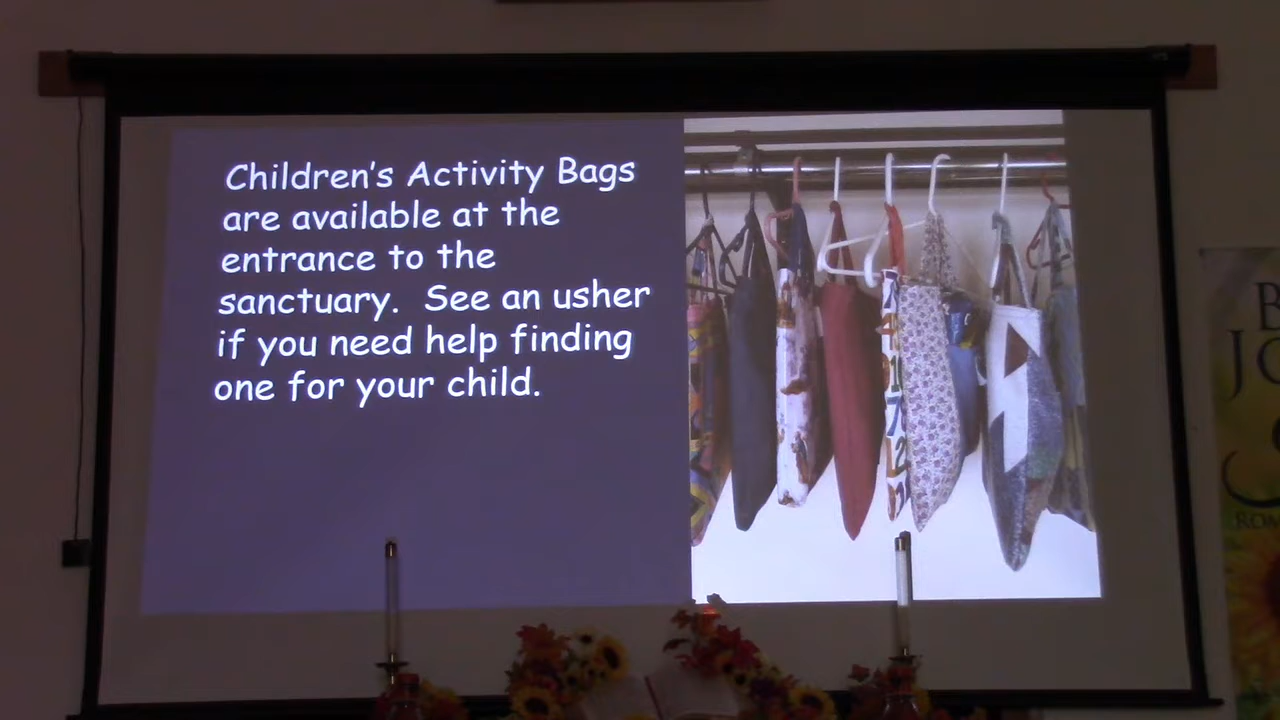 Children's Activity Bags
are available at the
entrance to the
sanctuary.  See an usher
if you need help finding
one for your child.